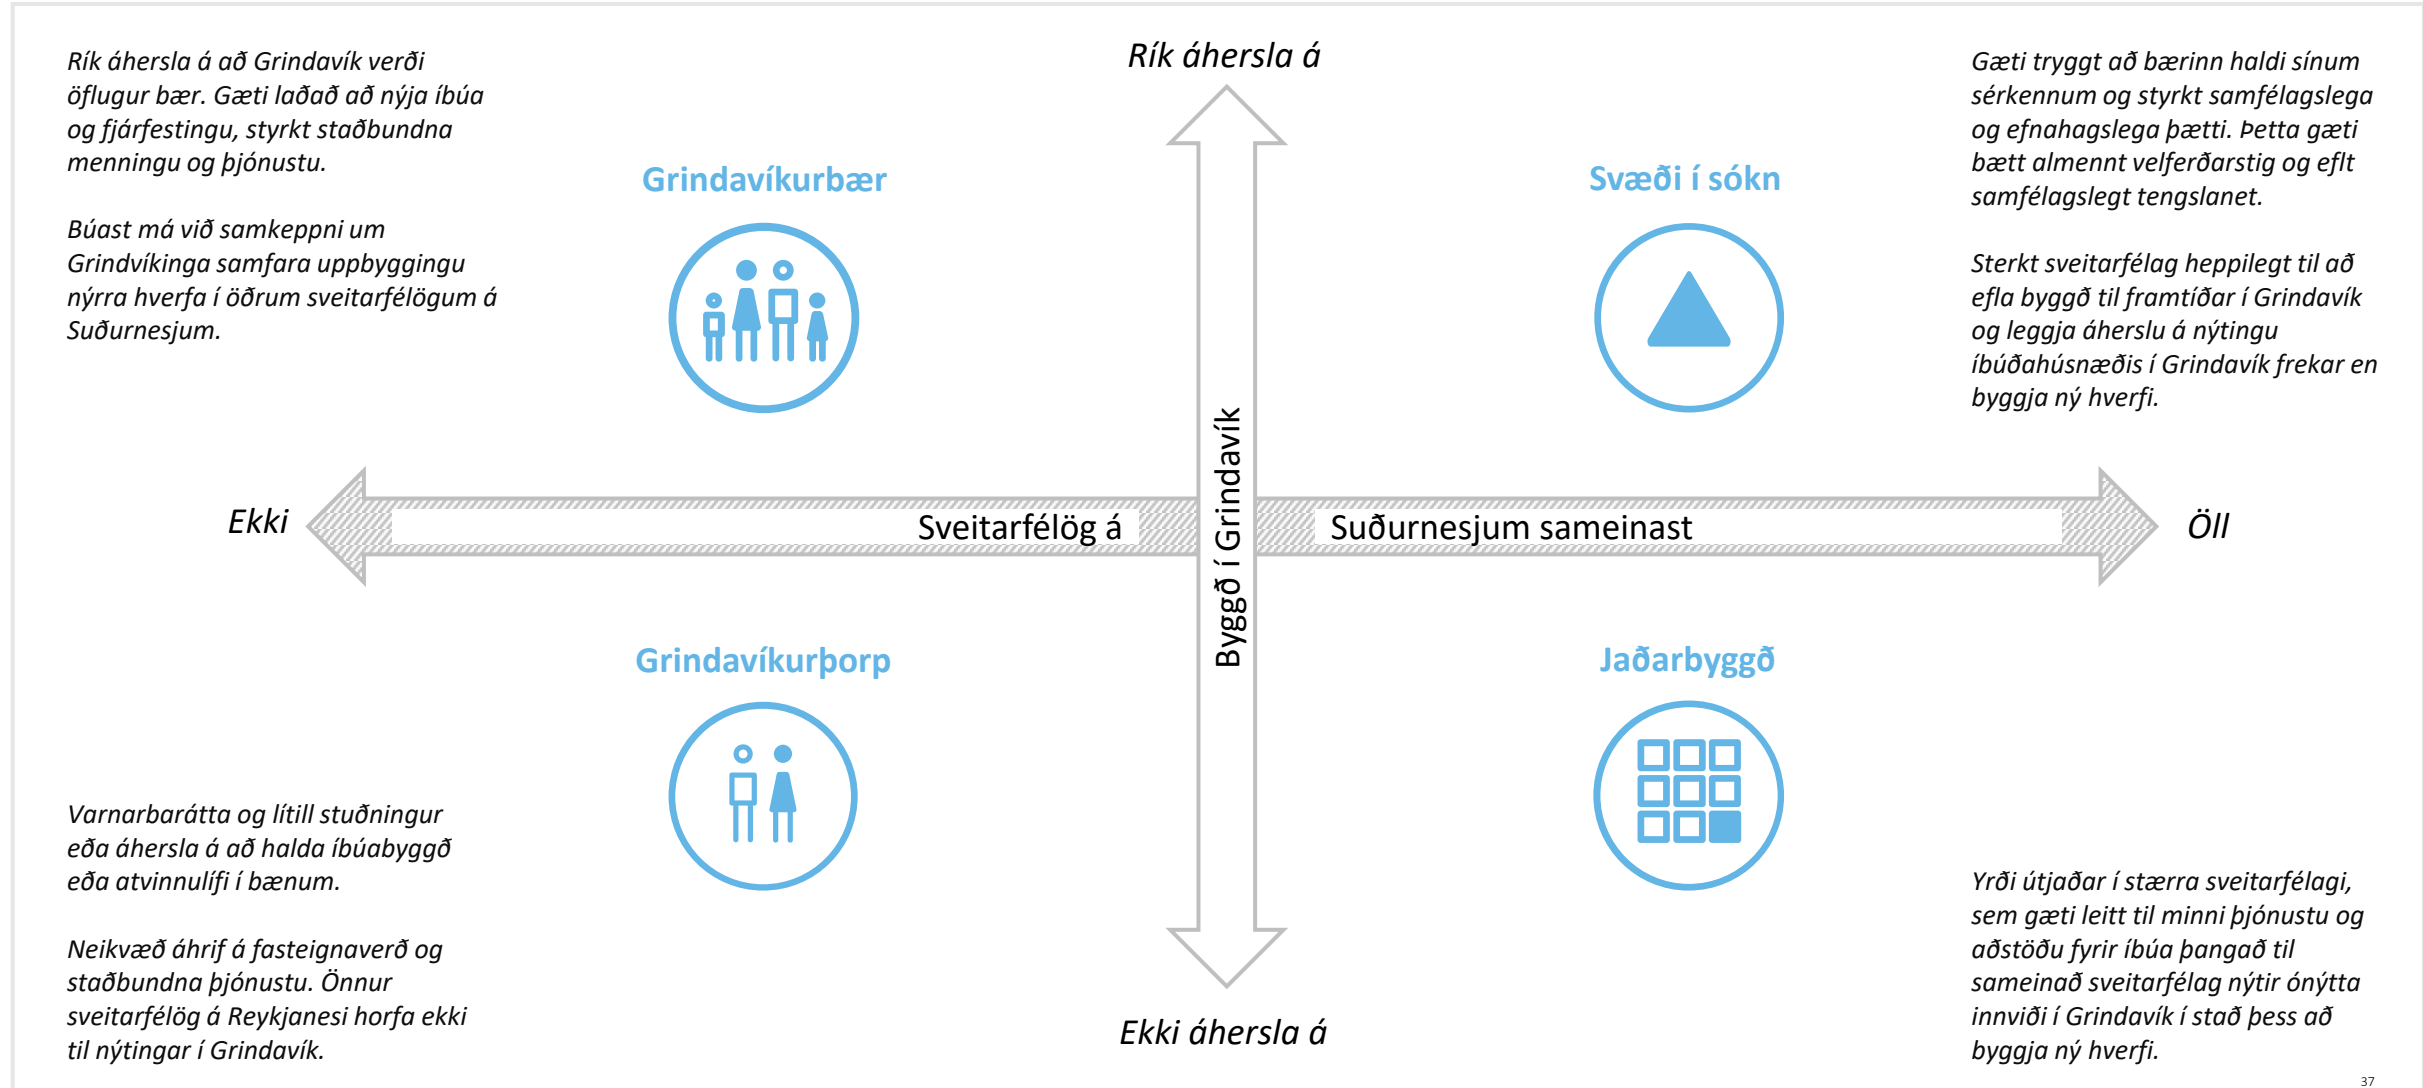 Rík áhersla á að Grindavík verði
öflugur bær. Gæti laðað að nýja íbúa
og fjárfestingu, styrkt staðbundna
menningu og þjónustu.
Búast má við samkeppni um
Grindvíkinga samfara uppbyggingu
nýrra hverfa í öðrum sveitarfélögum á
Suðurnesjum.
Grindavíkurbær
Rík áhersla á
Svæði í sókn
Gæti tryggt að bærinn haldi sínum
sérkennum og styrkt samfélagslega
og efnahagslega þætti. Þetta gæti
bætt almennt velferðarstig og eflt
samfélagslegt tengslanet.
Sterkt sveitarfélag heppilegt til að
efla byggð til framtíðar í Grindavík
og leggja áherslu á nýtingu
íbúðahúsnæðis í Grindavík frekar en
byggja ný hverfi.
Ekki
Sveitarfélög á
Byggð í Grindavík
Suðurnesjum sameinast
Öll
Grindavíkurþorp
Jaðarbyggð
Varnarbarátta og lítill stuðningur
eða áhersla á að halda íbúabyggð
eða atvinnulífi í bænum.
Neikvæð áhrif á fasteignaverð og
staðbundna þjónustu. Önnur
sveitarfélög á Reykjanesi horfa ekki
til nýtingar í Grindavík.
Ekki áhersla á
Yrði útjaðar í stærra sveitarfélagi,
sem gæti leitt til minni þjónustu og
aðstöðu fyrir íbúa þangað til
sameinað sveitarfélag nýtir ónýtta
innviði í Grindavík í stað þess að
byggja ný hverfi.
37